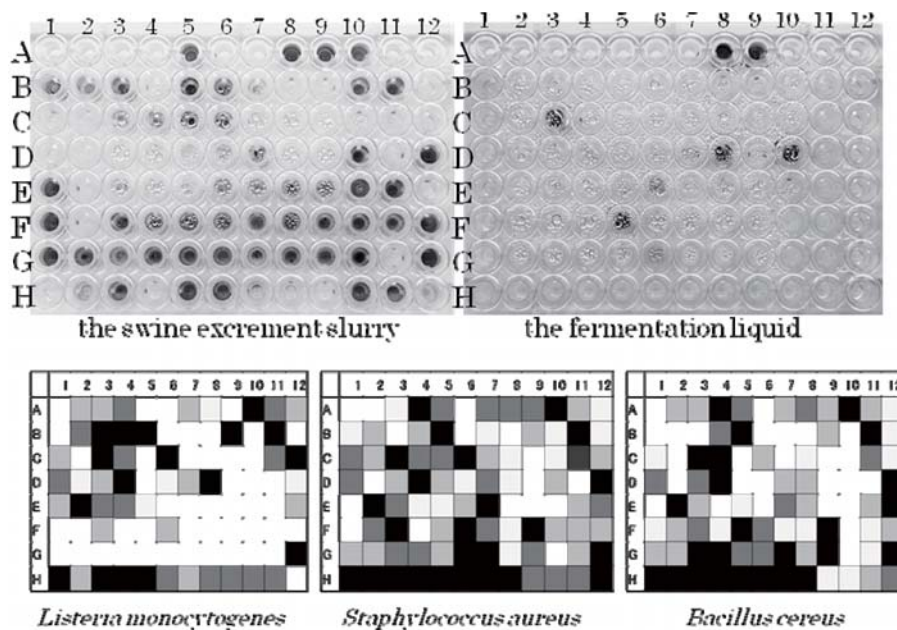 1 2 3 4 5 6 7 8 9 10 11 12
A
B
C
D
E
F
G
H
the swine excrement slurry
1 2 3 4 5 6 7 8 9 10 11 12
A
B
C
D
E
F
G
H
the fermentation liquid
1 2 3 4 5 6 7 8 9 10 11 12
A
B
C
D
E
F
G
H
Listeria monocytogenes
1 2 3 4 5 6 7 8 9 10 11 12
A
B
C
D
E
F
G
H
Staphylococcus aureus
1 2 3 4 5 6 7 8 9 10 11 12
A
B
C
D
E
F
G
H
Bacillus cereus